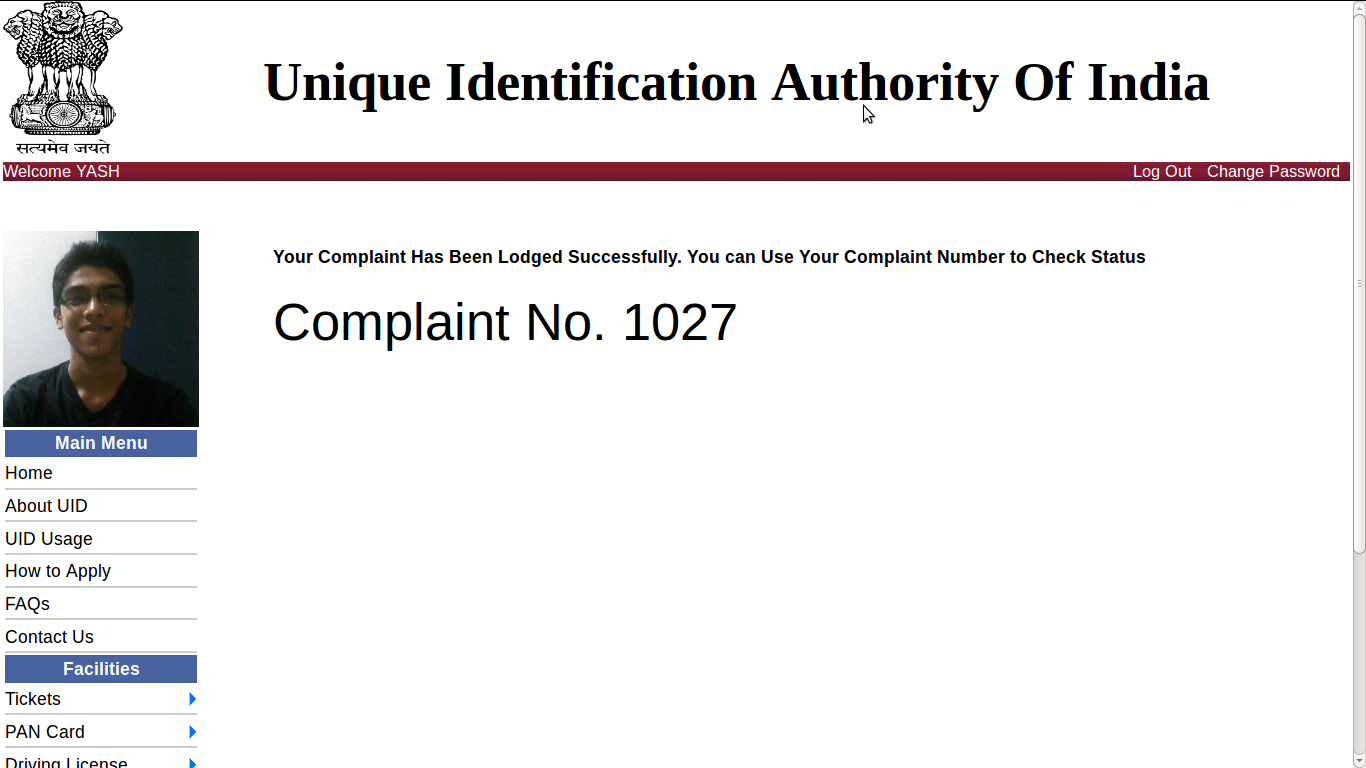 सत्यमेव जयते
Unique Identification Authority Of India
Welcome YASH
Log Out Change Password
Your Complaint Has Been Lodged Successfully. You can Use Your Complaint Number to Check Status
Complaint No. 1027
Main Menu
Home
About UID
UID Usage
How to Apply
FAQs
Contact Us
Facilities
Tickets
PAN Card
Driving License